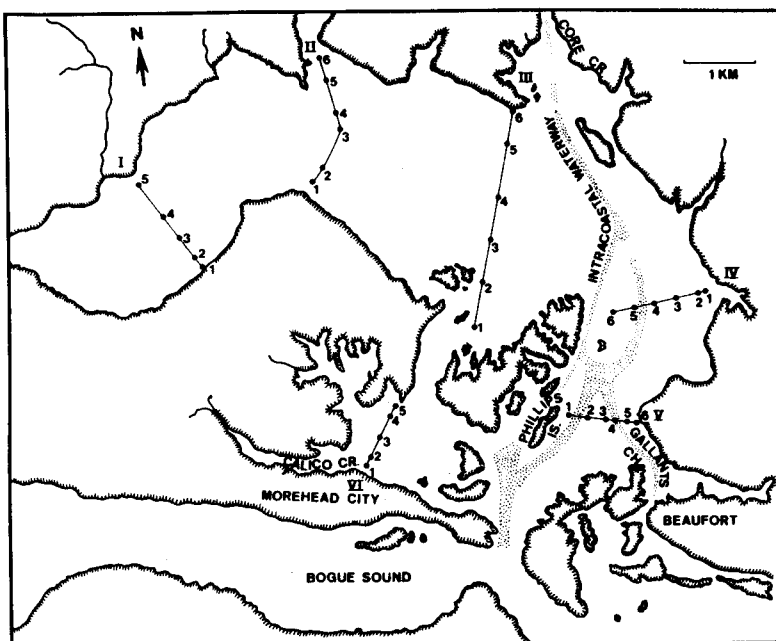 N
CORE CR.
1 KM
II
6
5
4
3
2
1
III
6
5
4
3
2
1
I
5
4
3
2
1
INTRACOASTAL WATERWAY
IV
6
5
4
3
2
1
PHILLIPS IS.
1
2
3
4
5
6
V
GALLANTS CH.
5
4
3
2
1
CALICO CR.
VI
MOREHEAD CITY
BEAUFORT
BOGUE SOUND